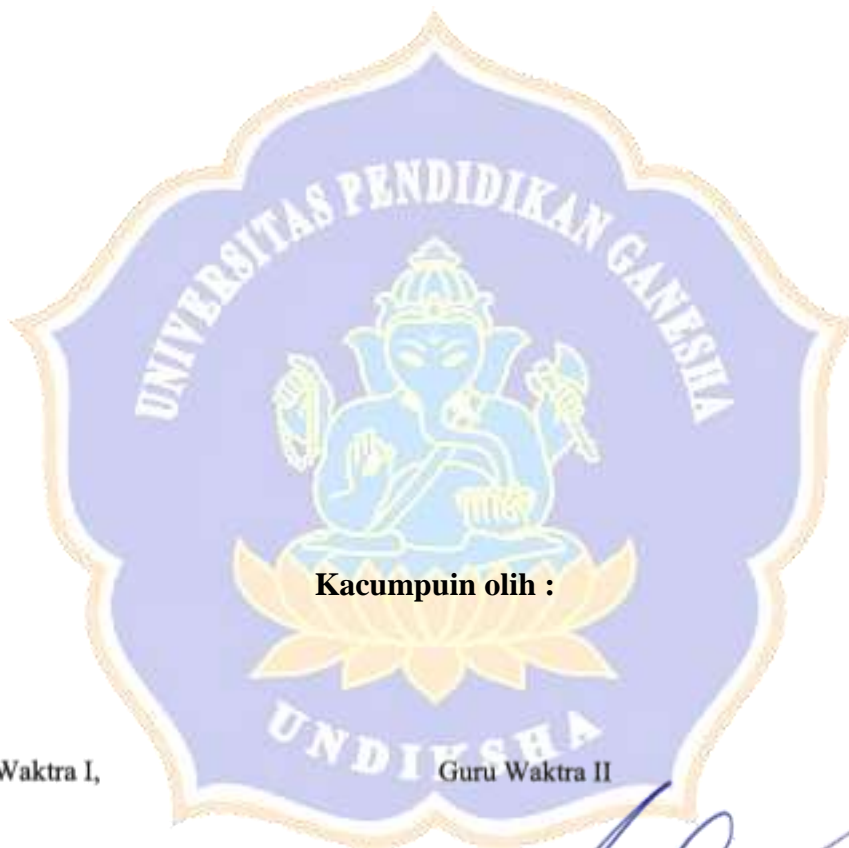 UNIVERSITAS PENDIDIKAN GANESHA
Kacumpuin olih :
UNDIKSHA
Waktra I,
Guru Waktra II